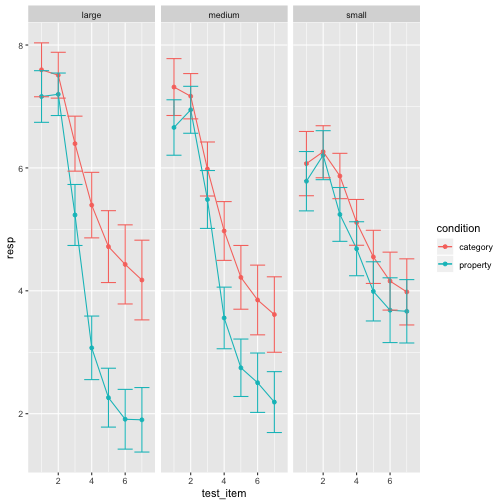 large medium small
8
6
4
2
resp
2 4 6 2 4 6 2 4 6
test_item
condition
category
property